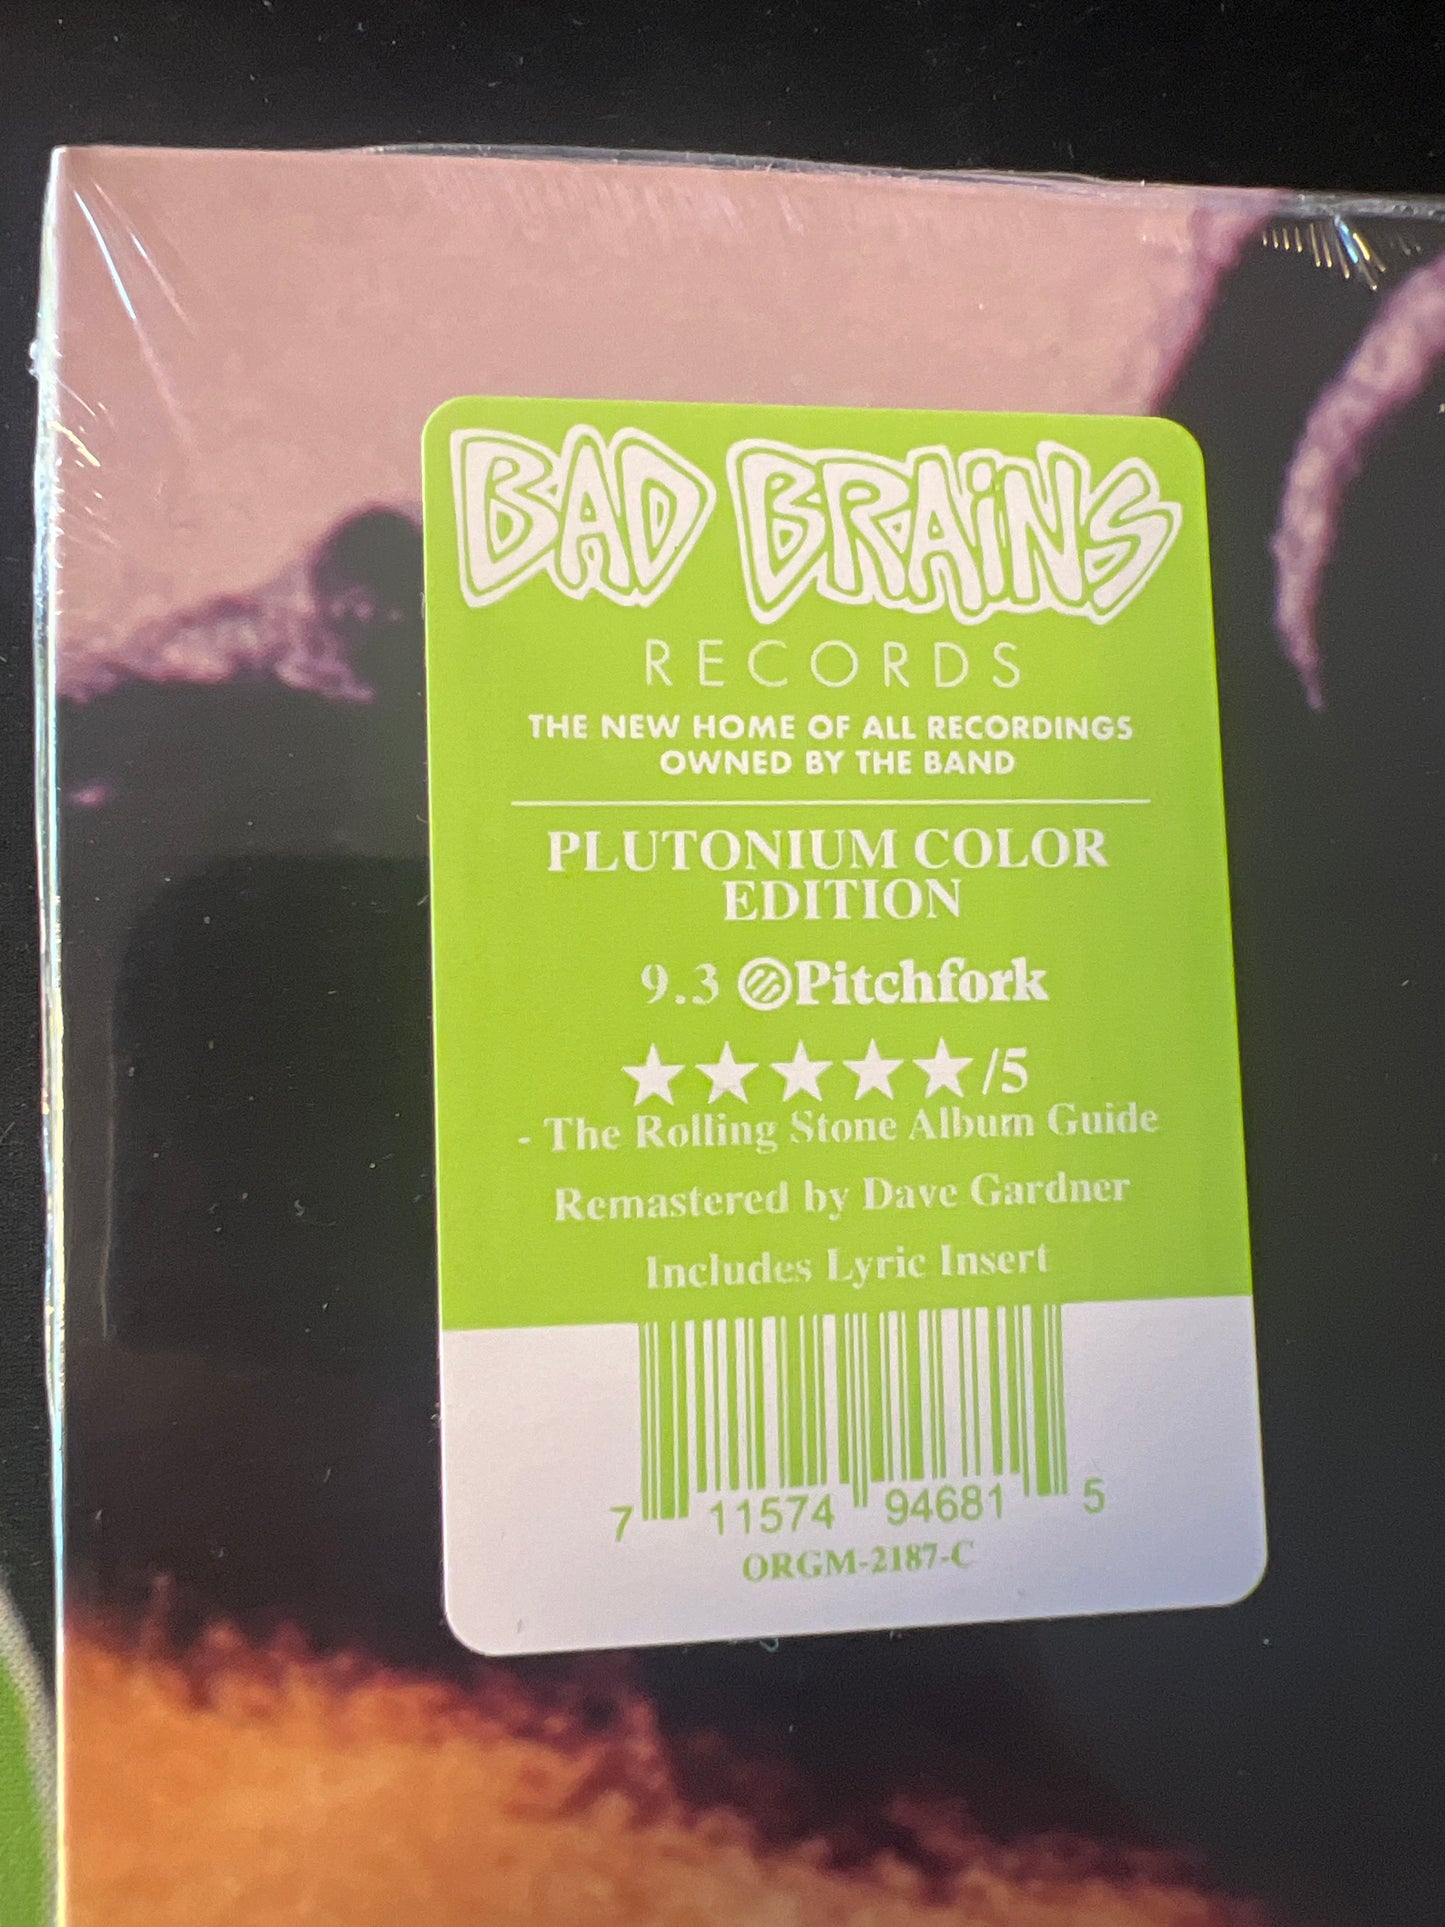 BAD BRAiNS
RECORDS
THE NEW HOME OF ALL RECORDINGS
OWNED BY THE BAND
PLUTONIUM COLOR
EDITION
9.3 Pitchfork
★★★★★/5
- The Rolling Stone Album Guide
Remastered by Dave Gardner
Includes Lyric Insert
7 11574 94681 5
ORGM-2187-C